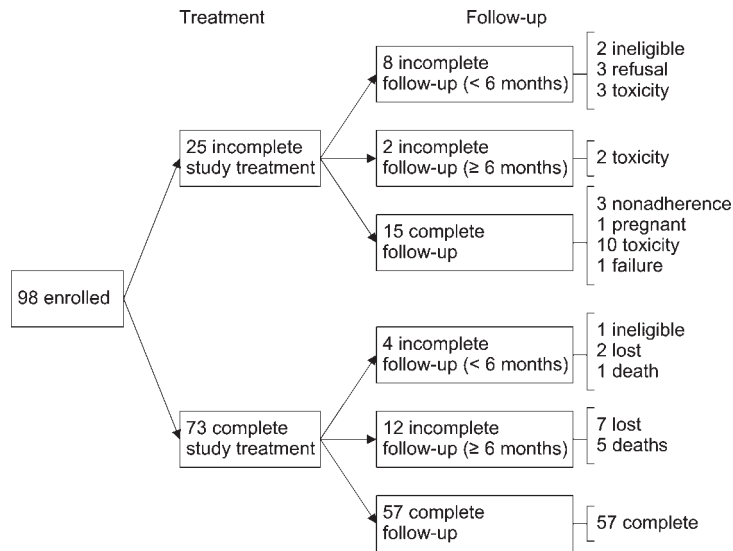 Treatment
Follow-up
98 enrolled
25 incomplete
study treatment
8 incomplete
follow-up (< 6 months)
2 ineligible
3 refusal
3 toxicity
2 incomplete
follow-up (≥ 6 months)
2 toxicity
15 complete
follow-up
3 nonadherence
1 pregnant
10 toxicity
1 failure
73 complete
study treatment
4 incomplete
follow-up (< 6 months)
1 ineligible
2 lost
1 death
12 incomplete
follow-up (≥ 6 months)
7 lost
5 deaths
57 complete
follow-up
57 complete